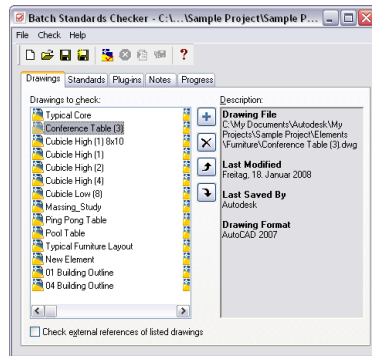 Batch Standards Checker - C:\...\Sample Project\Sample P...
File Check Help
Drawings Standards Plug-ins Notes Progress
Drawings to check:
Typical Core
Conference Table (3)
Cubicle High (1) 8x10
Cubicle High (1)
Cubicle High (2)
Cubicle High (4)
Cubicle Low (8)
Massing_Study
Ping Pong Table
Pool Table
Typical Furniture Layout
New Element
01 Building Outline
04 Building Outline
Check external references of listed drawings
Description:
Drawing File
C:\My Documents\Autodesk\My
Projects\Sample Project\Elements
\Furniture\Conference Table (3).dwg
Last Modified
Freitag, 18. Januar 2008
Last Saved By
Autodesk
Drawing Format
AutoCAD 2007